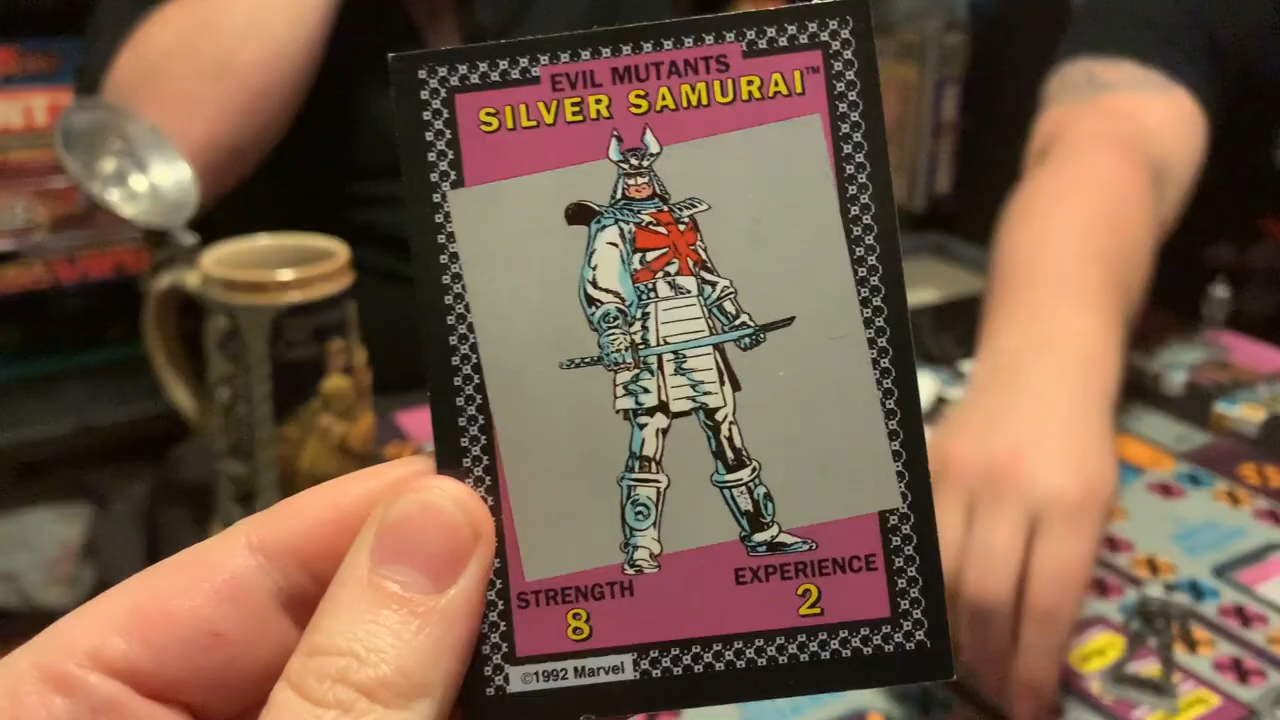 EVIL MUTANTS
SILVER SAMURAI™
STRENGTH
8
EXPERIENCE
2
©1992 Marvel